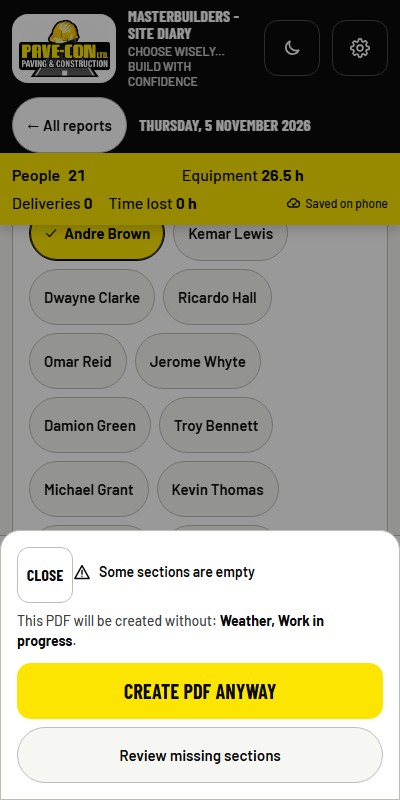 PAVE-CON LTD.
PAVING & CONSTRUCTION
MASTERBUILDERS -
SITE DIARY
CHOOSE WISELY...
BUILD WITH
CONFIDENCE
← All reports
THURSDAY, 5 NOVEMBER 2026
People 21
Equipment 26.5 h
Deliveries 0
Time lost 0 h
Saved on phone
Andre Brown
Kemar Lewis
Dwayne Clarke
Ricardo Hall
Omar Reid
Jerome Whyte
Damion Green
Troy Bennett
Michael Grant
Kevin Thomas
CLOSE
Some sections are empty
This PDF will be created without: Weather, Work in
progress.
CREATE PDF ANYWAY
Review missing sections